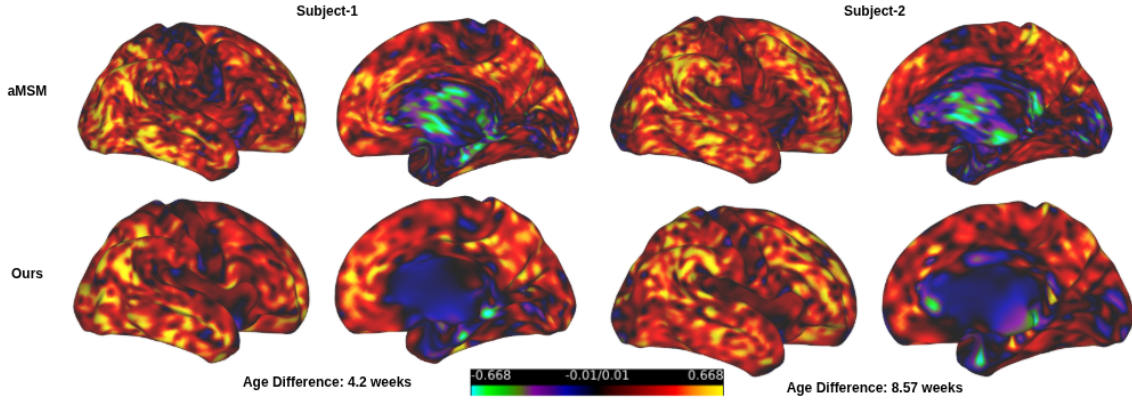 Subject-1
Subject-2
aMSM
Ours
Age Difference: 4.2 weeks
-0.668
-0.01/0.01
0.668
Age Difference: 8.57 weeks